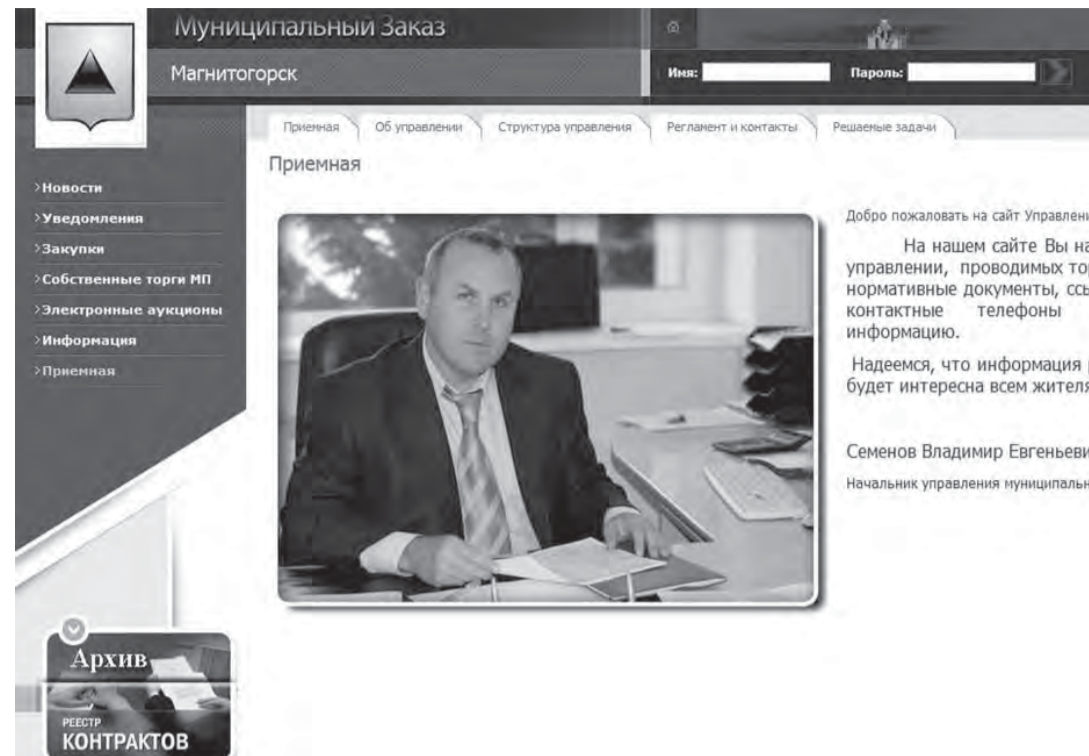 Муниципальный Заказ
Магнитогорск
Имя:
Пароль:
Приемная
Об управлении
Структура управления
Регламент и контакты
Решаемые задачи
Приемная
>Новости
>Уведомления
>Закупки
>Собственные торги МП
>Электронные аукционы
>Информация
>Приемная
Добро пожаловать на сайт Управлени
На нашем сайте Вы на
управлении, проводимых тор
нормативные документы, ссы
контактные телефоны
информацию.
Надеемся, что информация р
будет интересна всем жителя
Семенов Владимир Евгеньеви
Начальник управления муниципальн
Архив
РЕЕСТР
КОНТРАКТОВ